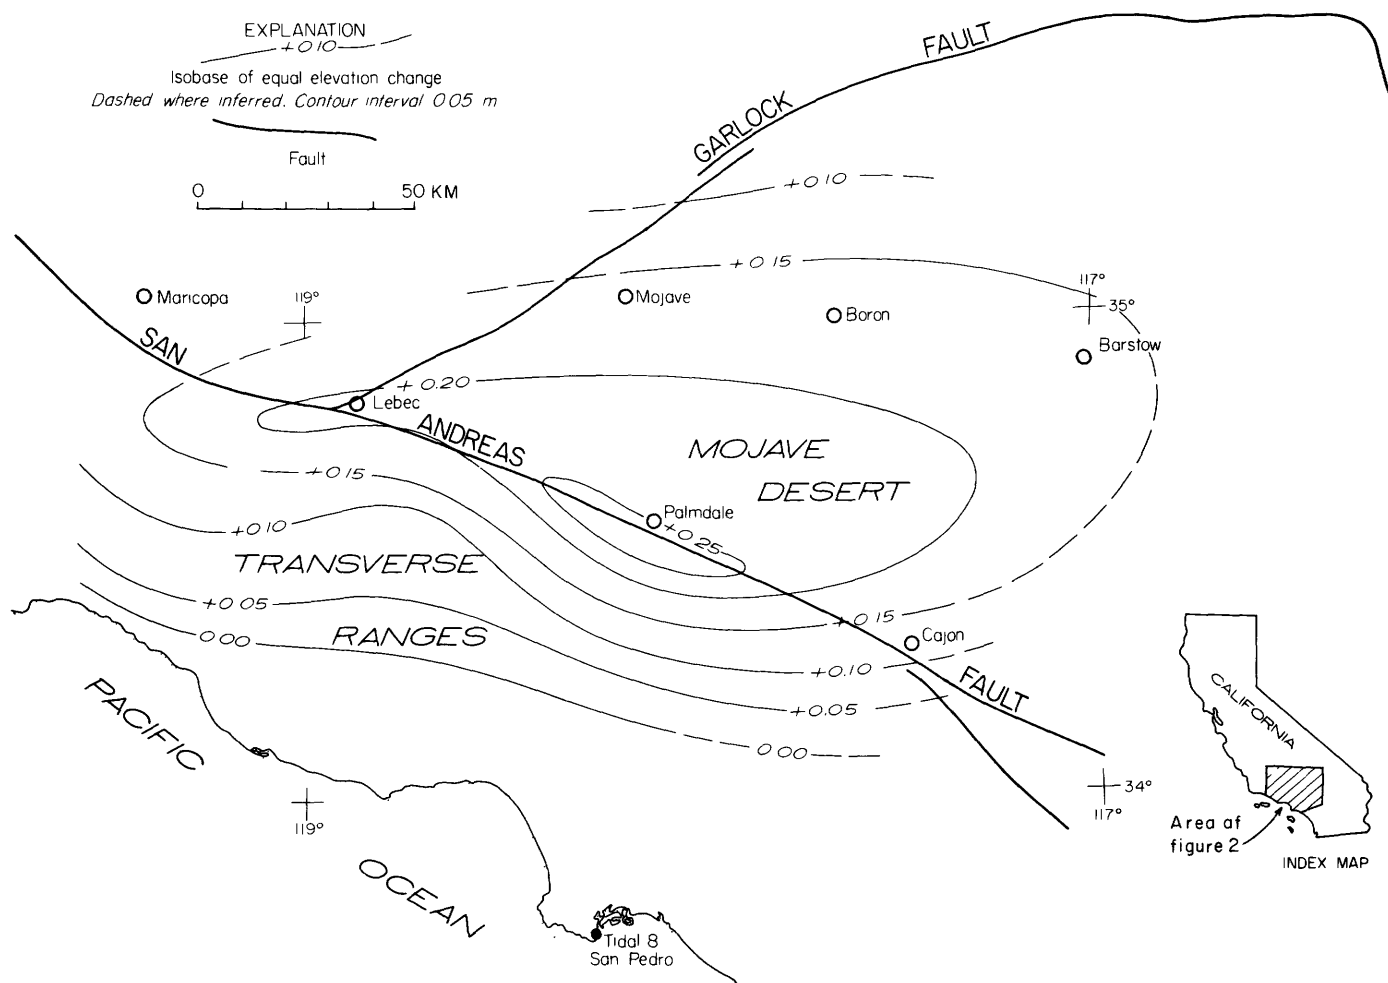 EXPLANATION
+0.10
Isobase of equal elevation change
Dashed where inferred. Contour interval 0.05 m
Fault
0 50 KM
GARLOCK FAULT
+0.10
+0.15
117°
35°
119°
Maricopa
Mojave
Boron
Barstow
SAN ANDREAS FAULT
+0.20
Lebec
MOJAVE
DESERT
+0.15
Palmdale
+0.25
+0.10
TRANSVERSE
RANGES
+0.05
0.00
+0.15
Cajon
+0.10
+0.05
0.00
34°
117°
119°
PACIFIC
OCEAN
Tidal 8
San Pedro
CALIFORNIA
Area of
figure 2
INDEX MAP